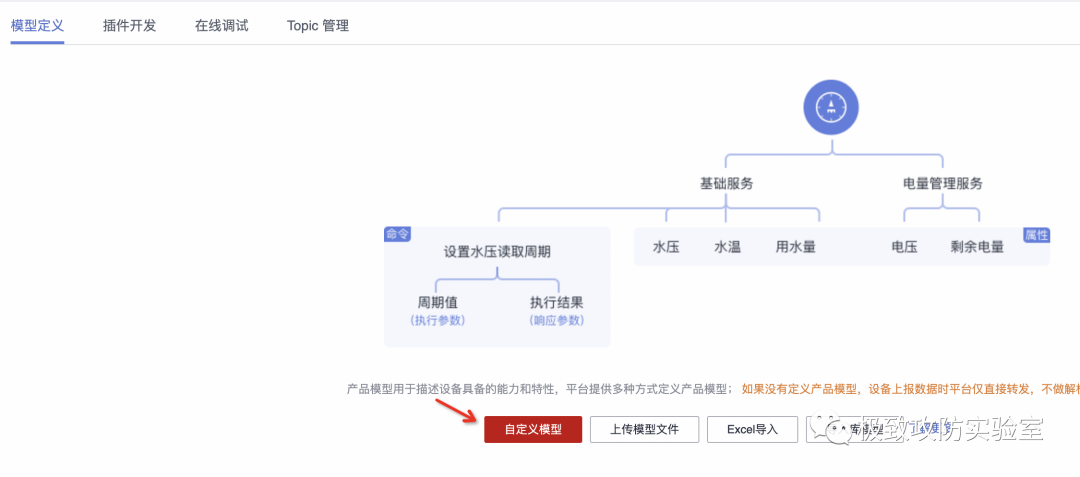 模型定义 插件开发 在线调试 Topic 管理
基础服务 电量管理服务
命令 属性
设置水压读取周期 水压 水温 用水量 电压 剩余电量
周期值 执行结果
(执行参数) (响应参数)
产品模型用于描述设备具备的能力和特性，平台提供多种方式定义产品模型； 如果没有定义产品模型，设备上报数据时平台仅直接转发，不做解析
自定义模型 上传模型文件 Excel导入
极致攻防实验室